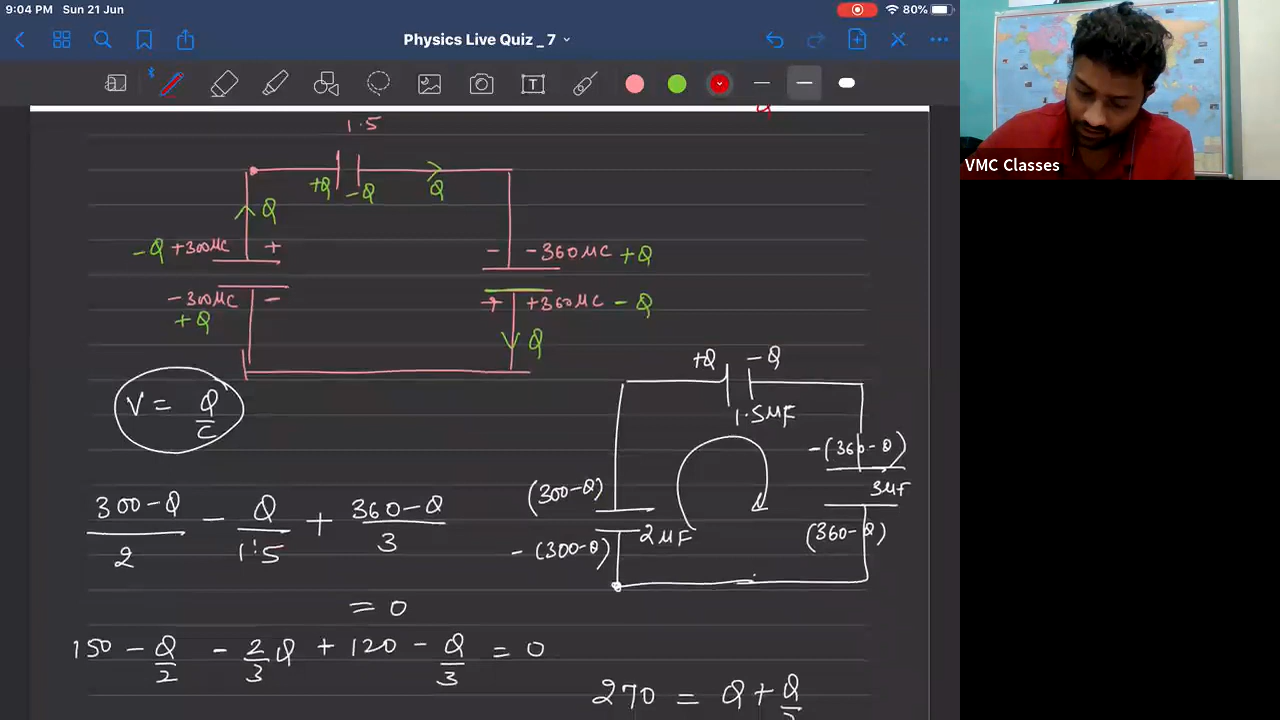 9:04 PM Sun 21 Jun
80%
Physics Live Quiz _ 7
T
VMC Classes
1.5
+Q -Q Q
Q
-Q +300μC +
- -360μC +Q
-300μC -
+Q
+ +360μC -Q
Q
V = Q/C
+Q -Q
1.5μF
-(360-Q)
3μF
(360-Q)
(300-Q)
2μF
-(300-Q)
(300-Q)/2 - Q/1.5 + (360-Q)/3
= 0
150 - Q/2 - 2/3 Q + 120 - Q/3 = 0
270 = Q + Q/